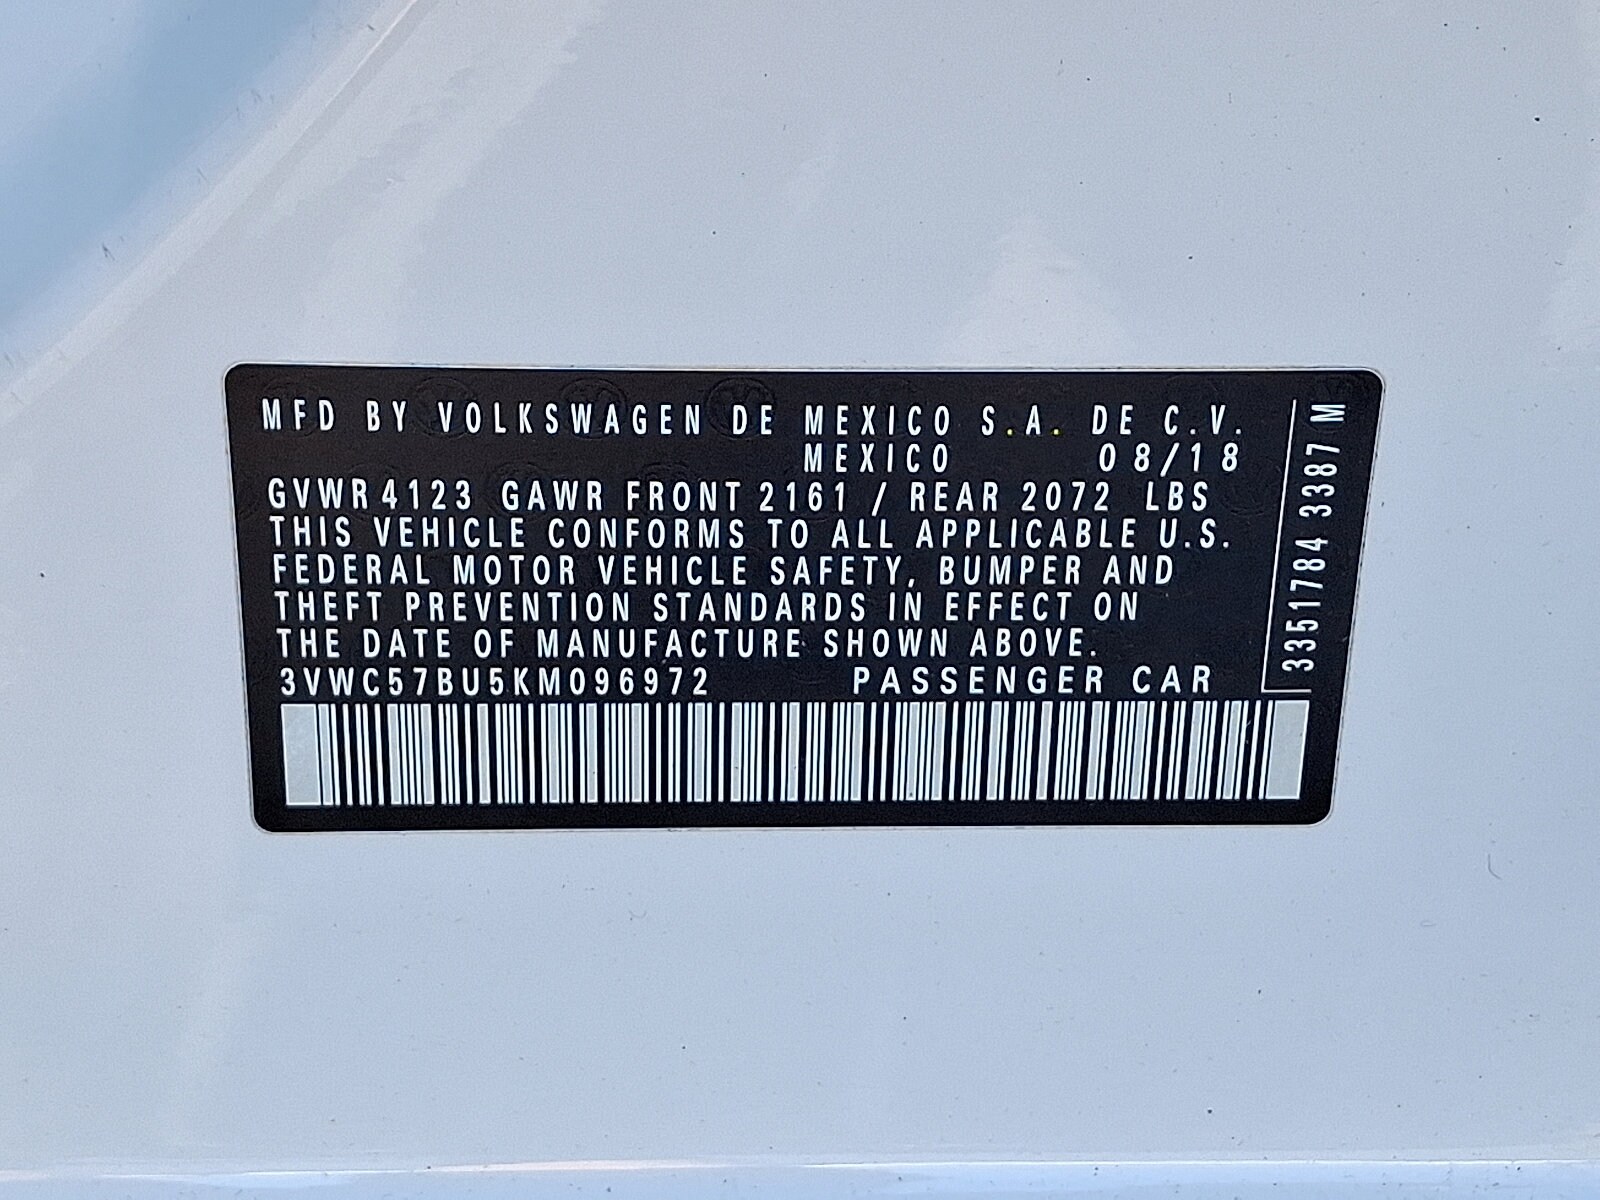 MFD BY VOLKSWAGEN DE MEXICO S.A. DE C.V.
MEXICO 08/18
GVWR 4123 GAWR FRONT 2161 / REAR 2072 LBS
THIS VEHICLE CONFORMS TO ALL APPLICABLE U.S.
FEDERAL MOTOR VEHICLE SAFETY, BUMPER AND
THEFT PREVENTION STANDARDS IN EFFECT ON
THE DATE OF MANUFACTURE SHOWN ABOVE.
3VWC57BU5KM096972 PASSENGER CAR
3351784 3387 M